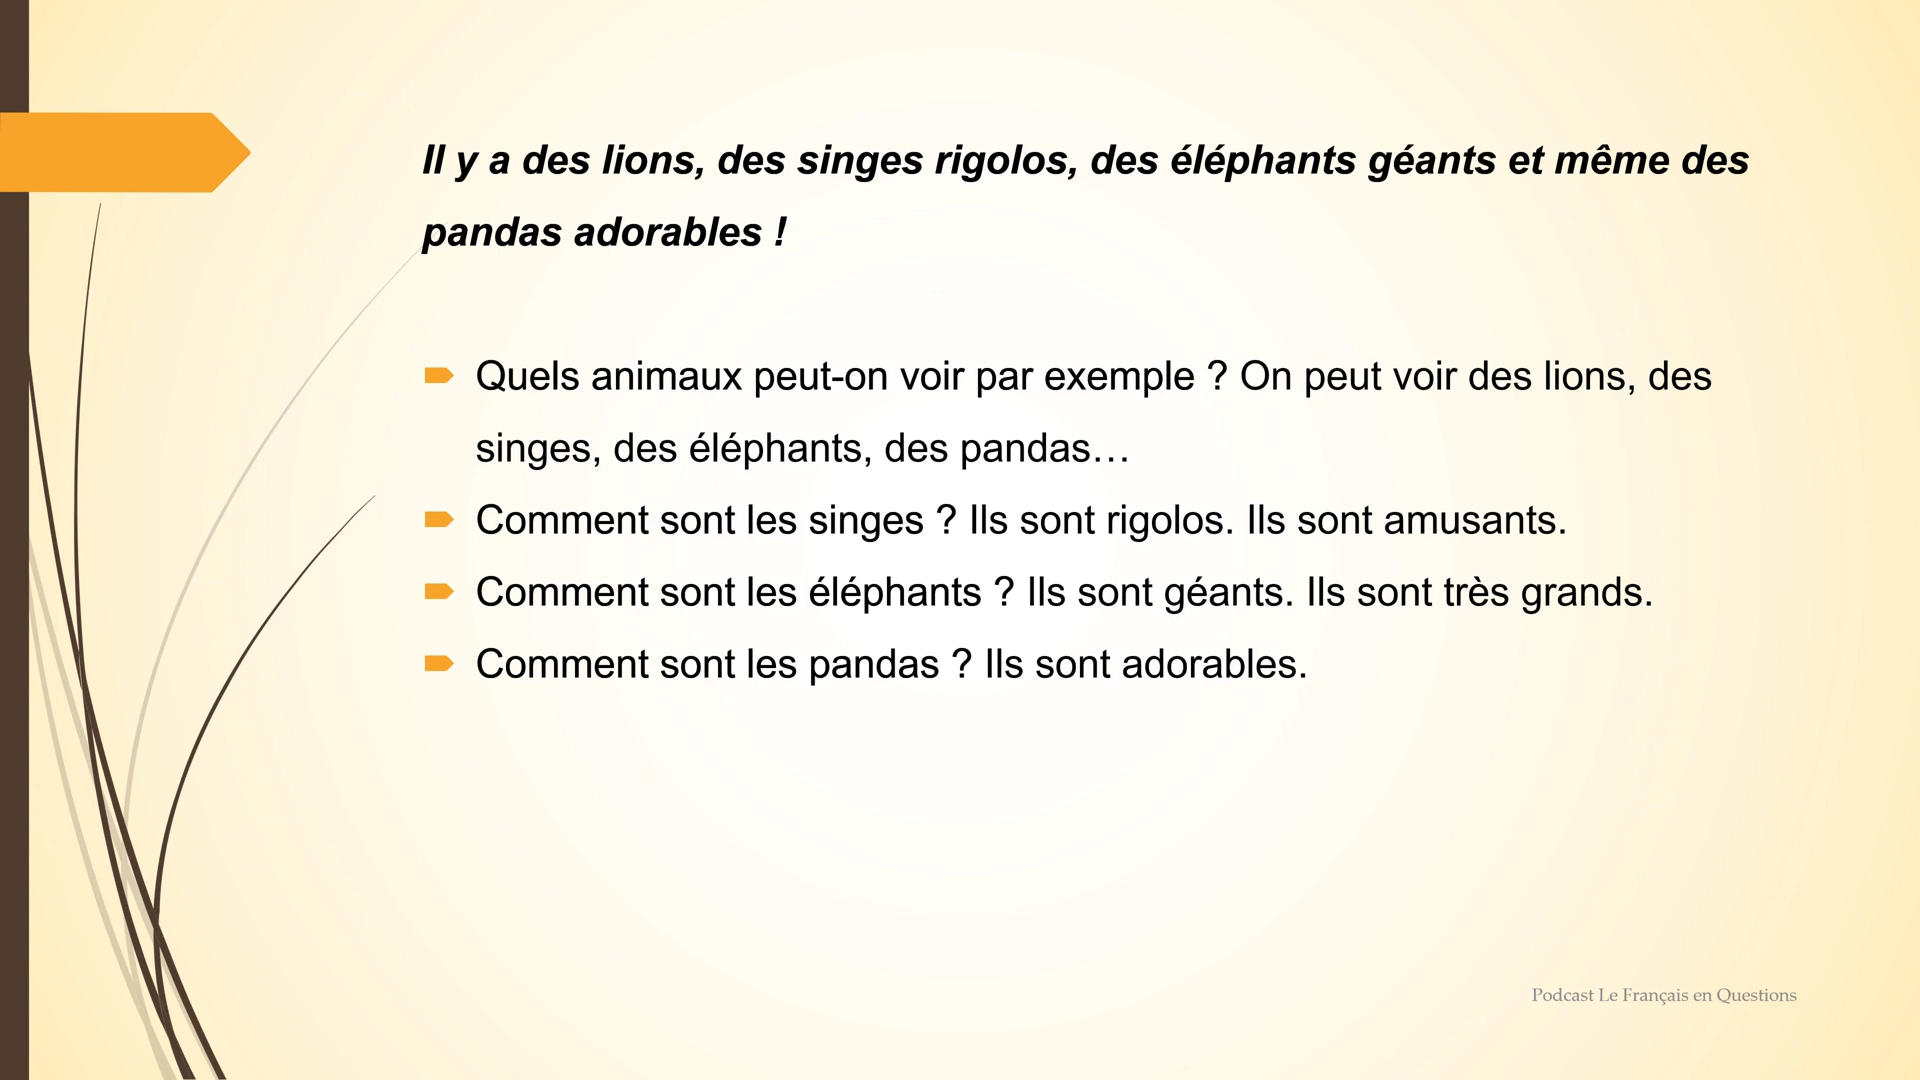 Il y a des lions, des singes rigolos, des éléphants géants et même des
pandas adorables !
Quels animaux peut-on voir par exemple ? On peut voir des lions, des
singes, des éléphants, des pandas…
Comment sont les singes ? Ils sont rigolos. Ils sont amusants.
Comment sont les éléphants ? Ils sont géants. Ils sont très grands.
Comment sont les pandas ? Ils sont adorables.
Podcast Le Français en Questions